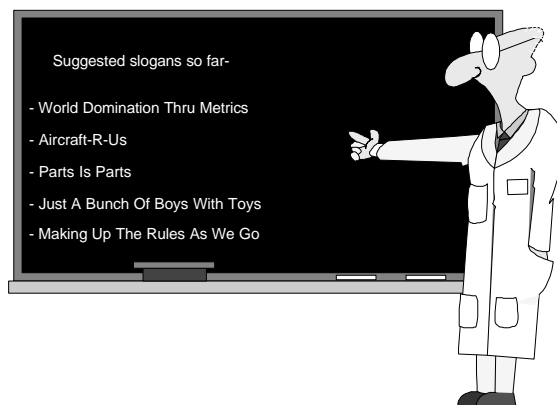 Suggested slogans so far-
- World Domination Thru Metrics
- Aircraft-R-Us
- Parts Is Parts
- Just A Bunch Of Boys With Toys
- Making Up The Rules As We Go